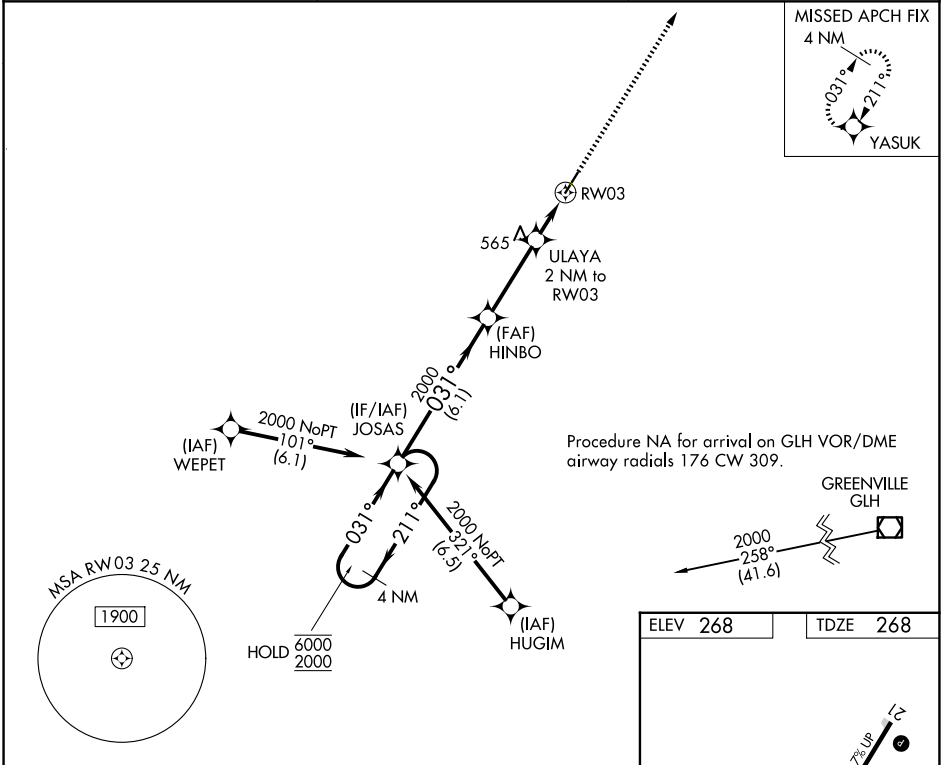 MISSED APCH FIX
4 NM
031°
211°
YASUK
RW03
565
ULAYA
2 NM to
RW03
(FAF)
HINBO
2000
031°
(6.1)
(IF/IAF)
JOSAS
2000 NoPT
101°
(6.1)
(IAF)
WEPET
Procedure NA for arrival on GLH VOR/DME
airway radials 176 CW 309.
GREENVILLE
GLH
2000
258°
(41.6)
031°
211°
2000 NoPT
321°
(6.5)
4 NM
(IAF)
HUGIM
HOLD 6000
2000
MSA RW03 25 NM
1900
ELEV 268
TDZE 268
21
7% UP
P